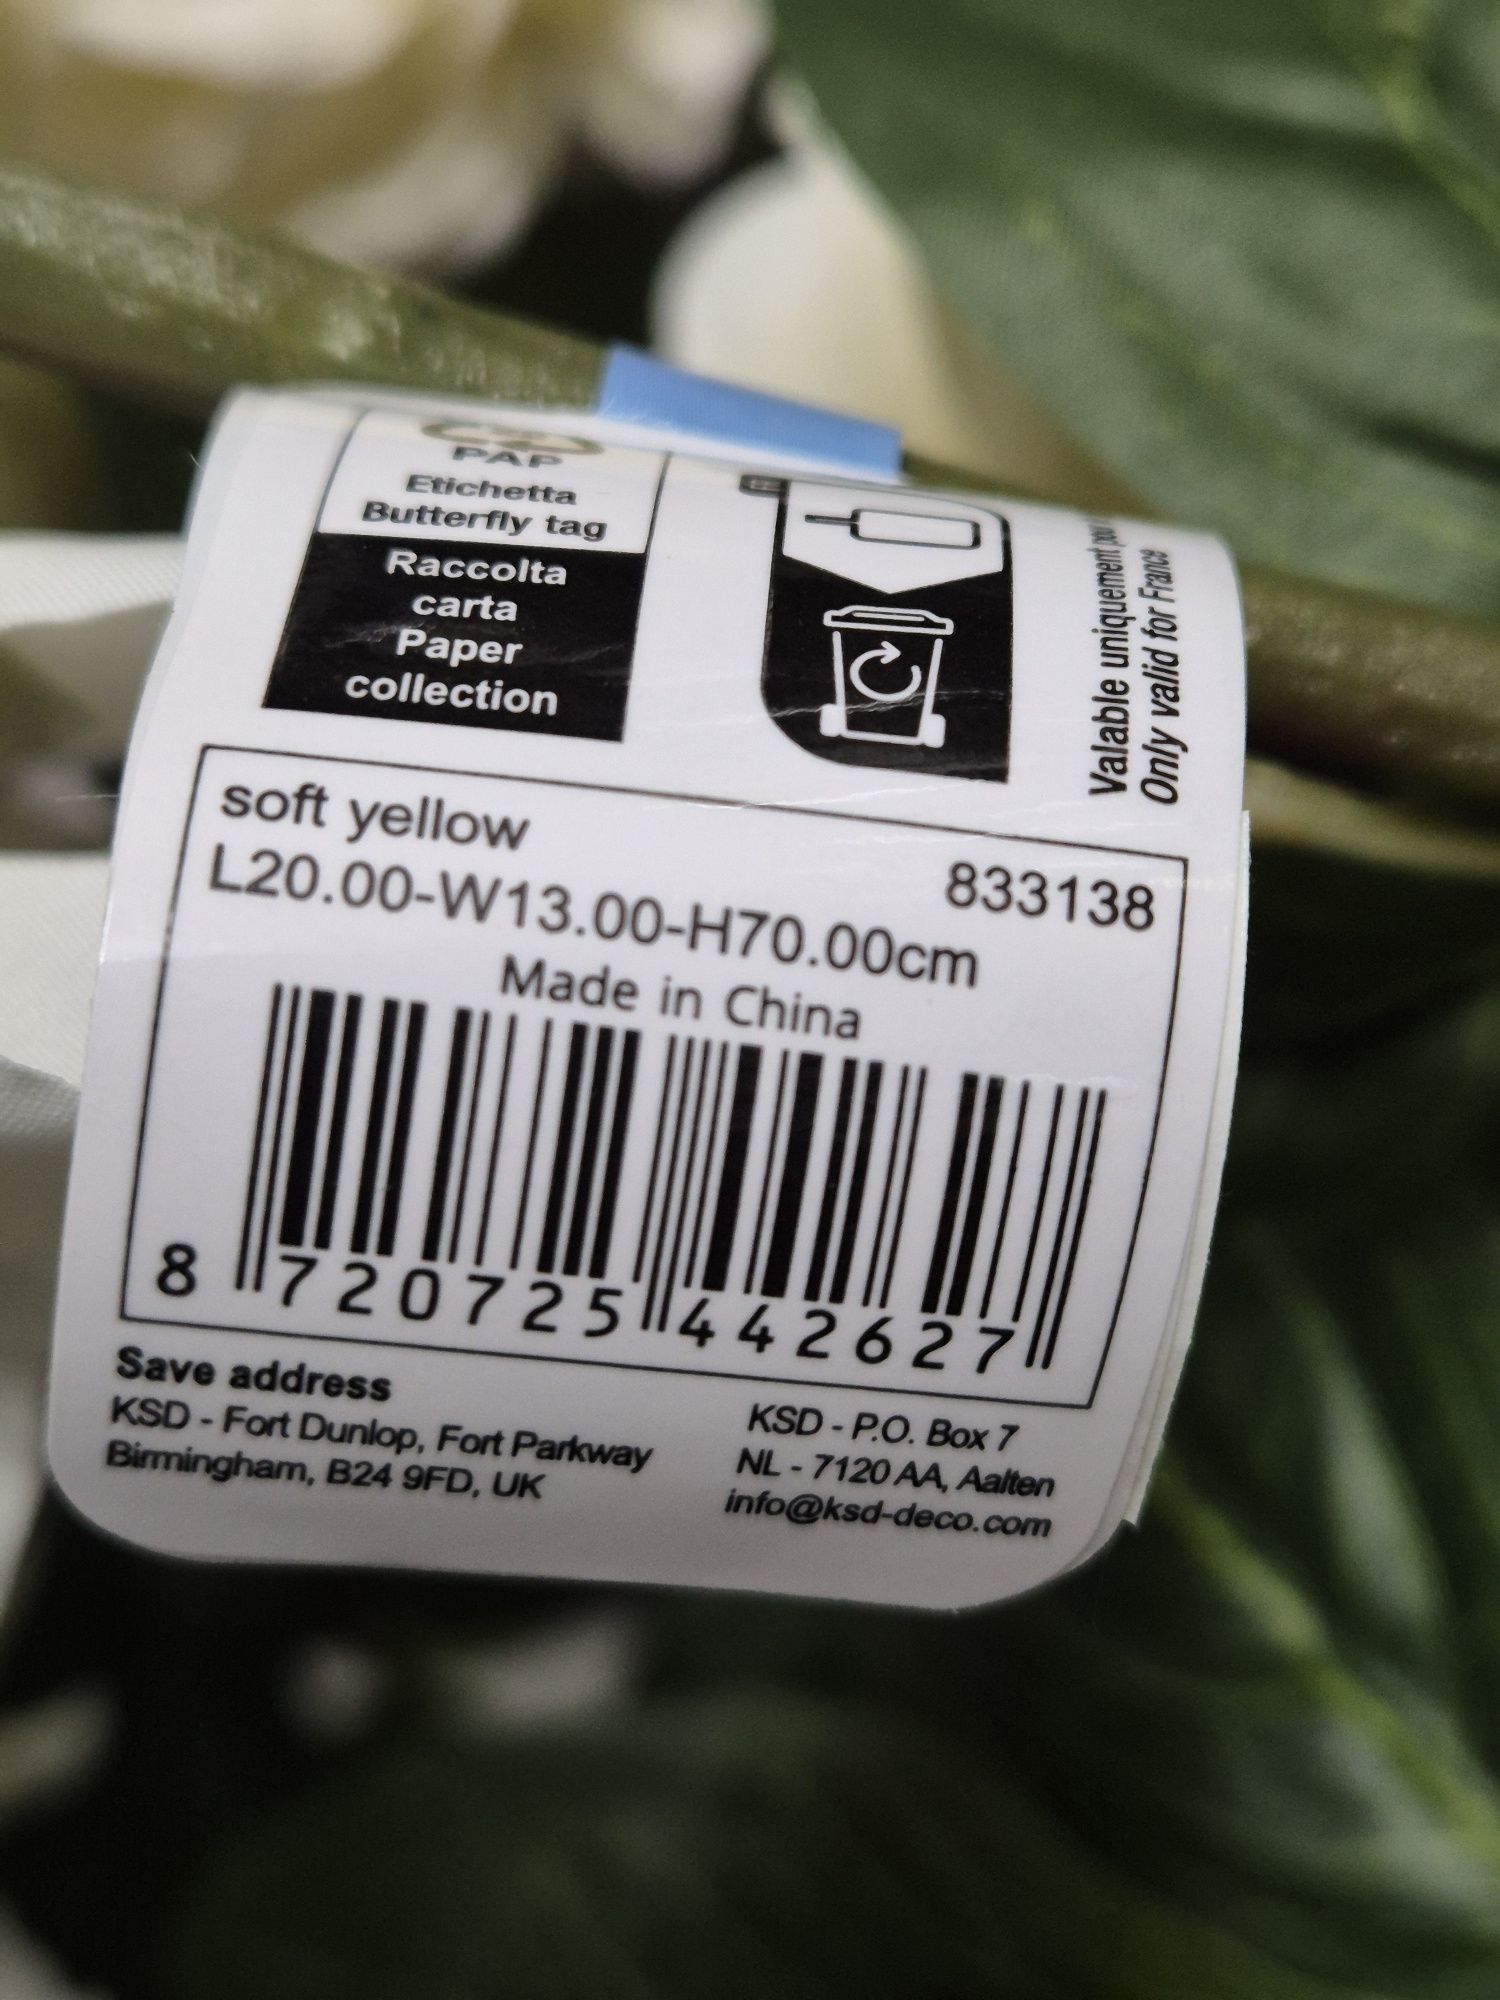 PAP
Etichetta
Butterfly tag
Raccolta
carta
Paper
collection
Valable uniquement
Only valid for France
soft yellow
833138
L20.00-W13.00-H70.00cm
Made in China
8 720725 442627
Save address
KSD - Fort Dunlop, Fort Parkway
Birmingham, B24 9FD, UK
KSD - P.O. Box 7
NL - 7120 AA, Aalten
info@ksd-deco.com